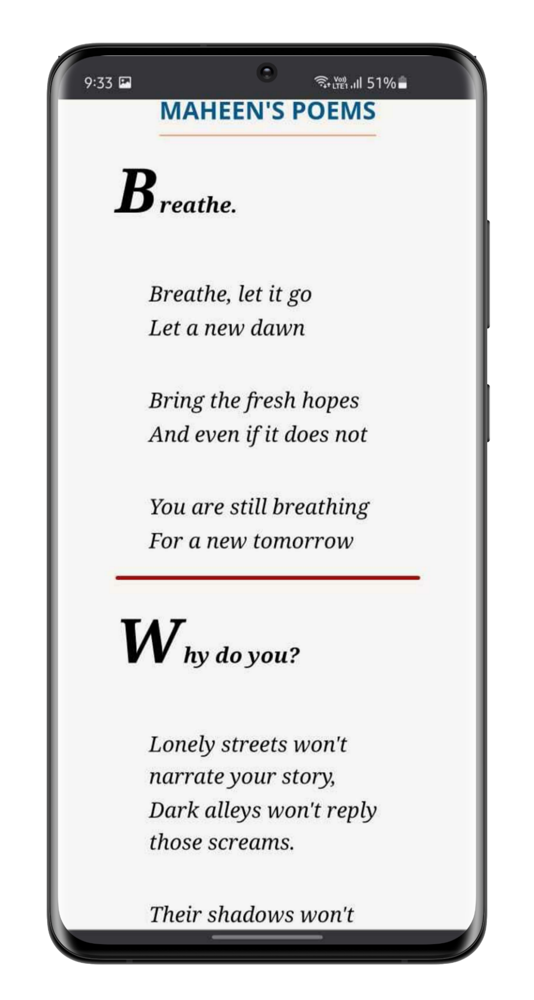 9:33 Vo)) LTE1 51%
MAHEEN'S POEMS
Breathe.
Breathe, let it go
Let a new dawn
Bring the fresh hopes
And even if it does not
You are still breathing
For a new tomorrow
Why do you?
Lonely streets won't
narrate your story,
Dark alleys won't reply
those screams.
Their shadows won't